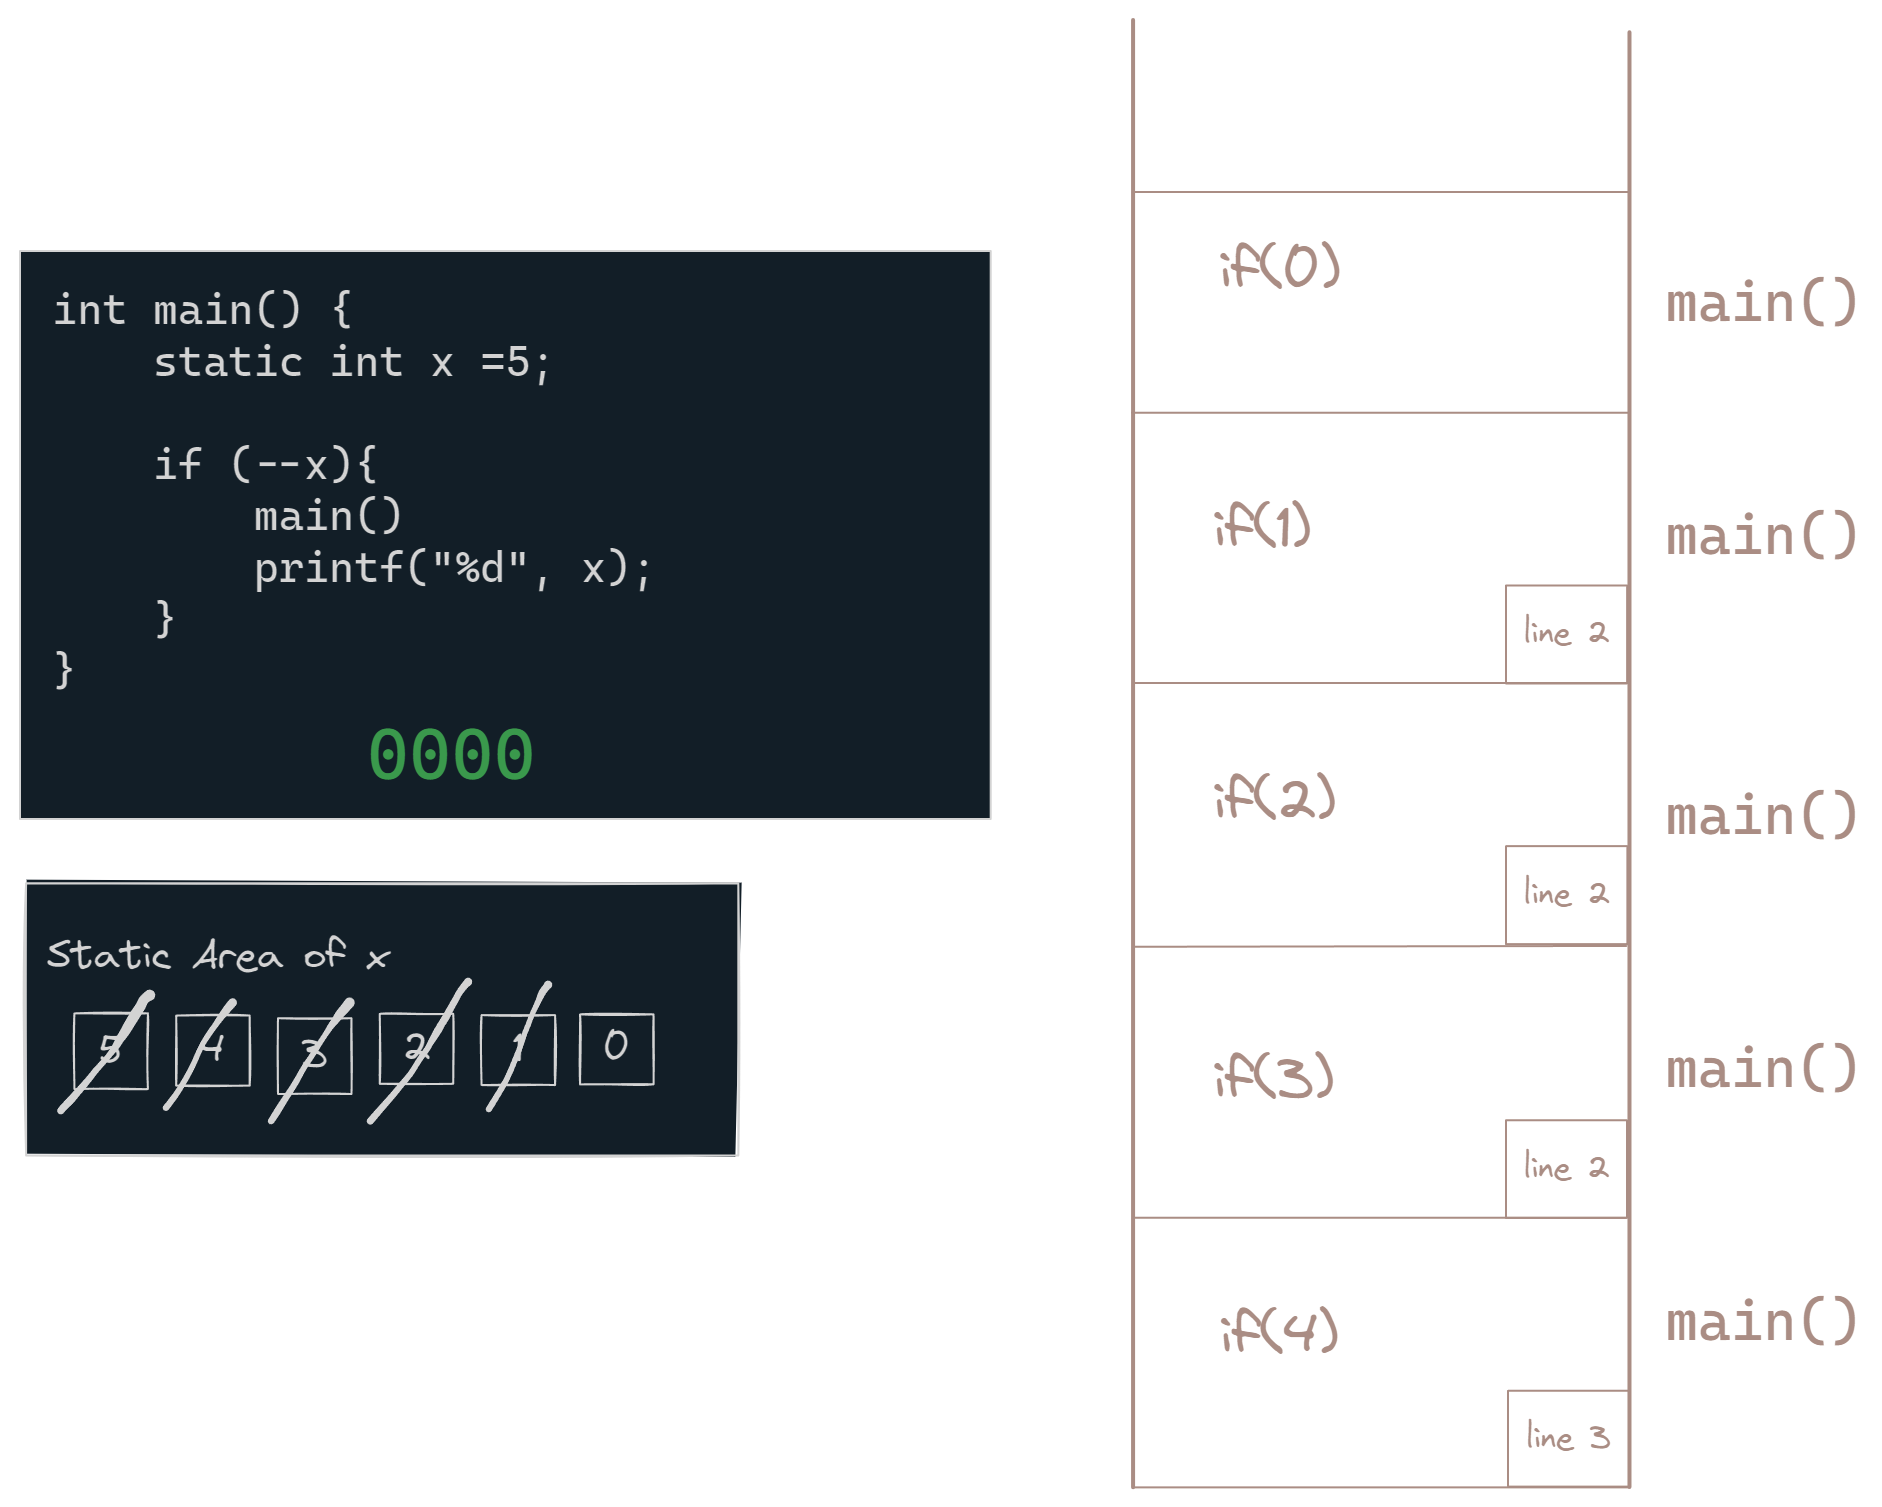 int main() {
    static int x =5;
    if (--x){
        main()
        printf("%d", x);
    }
}
0000
Static Area of x
5 4 3 2 1 0
if(0)
main()
if(1)
main()
line 2
if(2)
main()
line 2
if(3)
main()
line 2
if(4)
main()
line 3